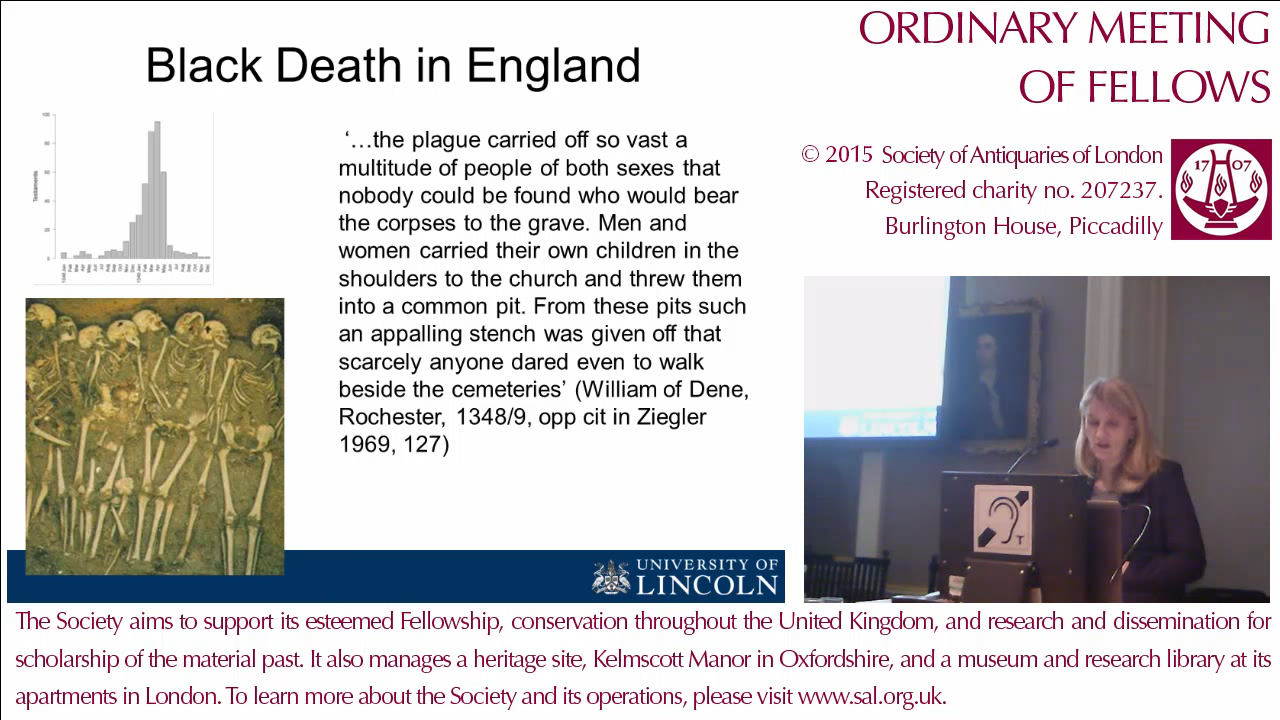 ORDINARY MEETING
OF FELLOWS
© 2015 Society of Antiquaries of London
Registered charity no. 207237.
Burlington House, Piccadilly
17 07
Black Death in England
Testaments
100
80
60
40
20
0
‘…the plague carried off so vast a
multitude of people of both sexes that
nobody could be found who would bear
the corpses to the grave. Men and
women carried their own children in the
shoulders to the church and threw them
into a common pit. From these pits such
an appalling stench was given off that
scarcely anyone dared even to walk
beside the cemeteries’ (William of Dene,
Rochester, 1348/9, opp cit in Ziegler
1969, 127)
UNIVERSITY OF
LINCOLN
T
The Society aims to support its esteemed Fellowship, conservation throughout the United Kingdom, and research and dissemination for
scholarship of the material past. It also manages a heritage site, Kelmscott Manor in Oxfordshire, and a museum and research library at its
apartments in London. To learn more about the Society and its operations, please visit www.sal.org.uk.